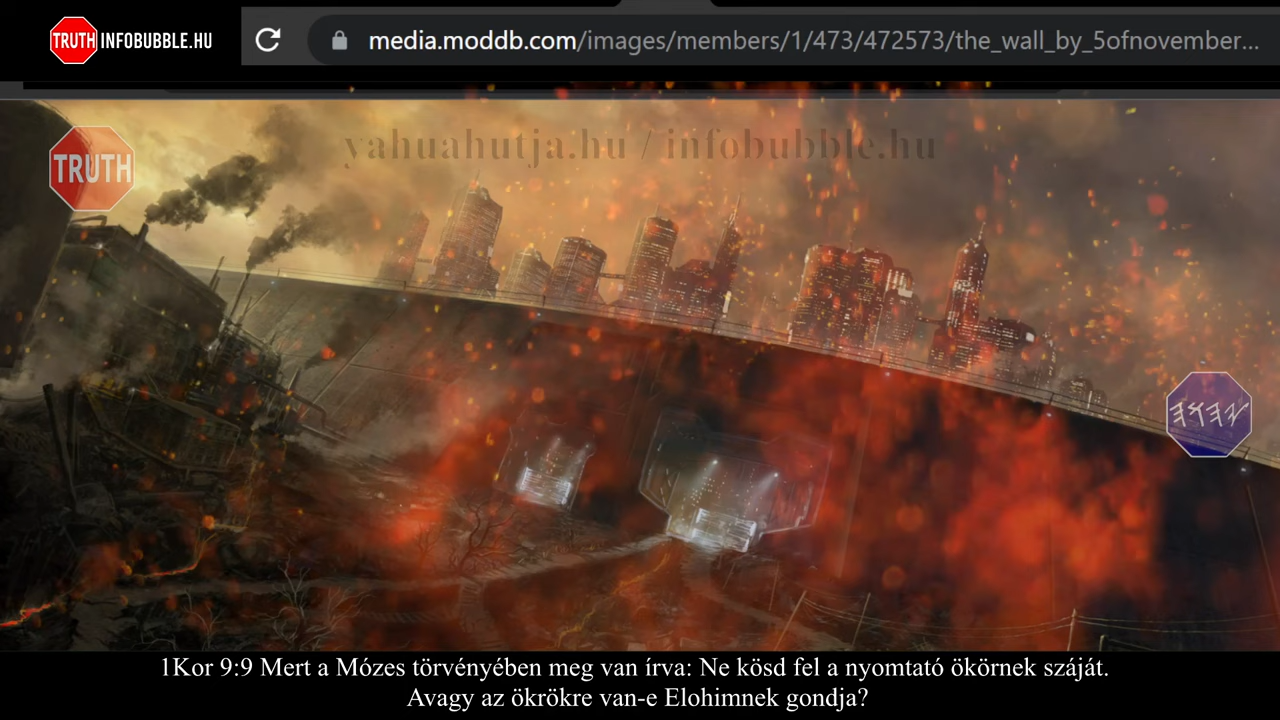 TRUTH INFOBUBBLE.HU
media.moddb.com/images/members/1/473/472573/the_wall_by_5ofnovember...
yahuahutja.hu / infobubble.hu
TRUTH
𐤉𐤄𐤅𐤄
1Kor 9:9 Mert a Mózes törvényében meg van írva: Ne kösd fel a nyomtató ökörnek száját.
Avagy az ökrökre van-e Elohimnek gondja?